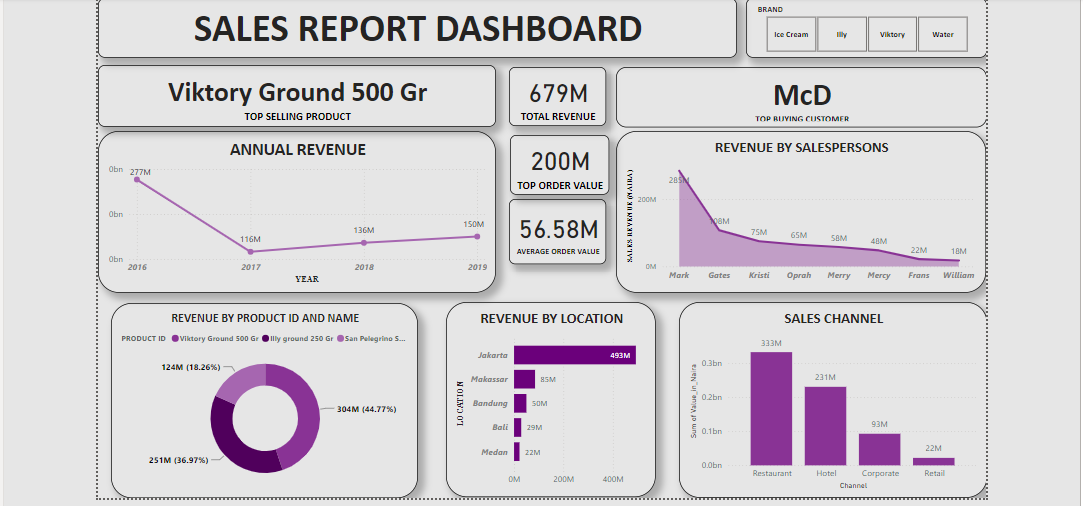 SALES REPORT DASHBOARD
BRAND
Ice Cream
Illy
Viktory
Water
Viktory Ground 500 Gr
TOP SELLING PRODUCT
679M
TOTAL REVENUE
McD
TOP BUYING CUSTOMER
ANNUAL REVENUE
0bn
0bn
0bn
277M
116M
136M
150M
2016
2017
2018
2019
YEAR
200M
TOP ORDER VALUE
56.58M
AVERAGE ORDER VALUE
REVENUE BY SALESPERSONS
SALES REVENUE (NAIRA)
200M
0M
285M
108M
75M
65M
58M
48M
22M
18M
Mark
Gates
Kristi
Oprah
Merry
Mercy
Frans
William
REVENUE BY PRODUCT ID AND NAME
PRODUCT ID
Viktory Ground 500 Gr
Illy ground 250 Gr
San Pelegrino S...
124M (18.26%)
304M (44.77%)
251M (36.97%)
REVENUE BY LOCATION
LOCATION
Jakarta
493M
Makassar
85M
Bandung
50M
Bali
29M
Medan
22M
0M
200M
400M
SALES CHANNEL
Sum of Value_in_Naira
0.3bn
0.2bn
0.1bn
0.0bn
333M
231M
93M
22M
Restaurant
Hotel
Corporate
Retail
Channel